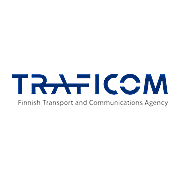 TRAFICOM
Finnish Transport and Communications Agency